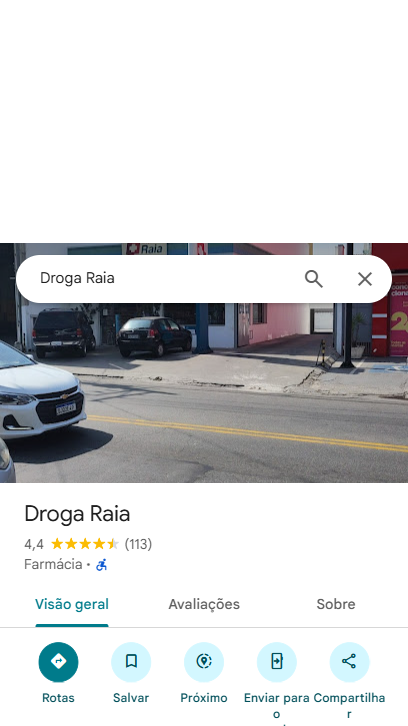 Raia
Droga Raia
Droga Raia
4,4 (113)
Farmácia •
Visão geral Avaliações Sobre
Rotas Salvar Próximo Enviar para o Compartilhar